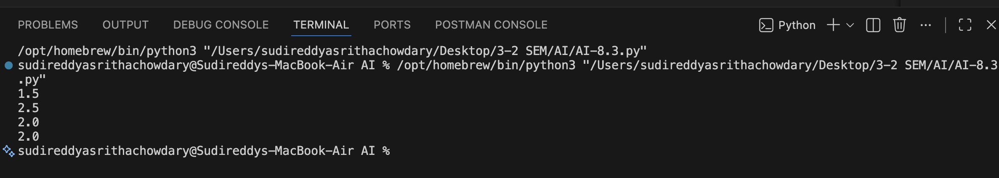 PROBLEMS OUTPUT DEBUG CONSOLE TERMINAL PORTS POSTMAN CONSOLE Python
/opt/homebrew/bin/python3 "/Users/sudireddyasrithachowdary/Desktop/3-2 SEM/AI/AI-8.3.py"
sudireddyasrithachowdary@Sudireddys-MacBook-Air AI % /opt/homebrew/bin/python3 "/Users/sudireddyasrithachowdary/Desktop/3-2 SEM/AI/AI-8.3
.py"
1.5
2.5
2.0
2.0
sudireddyasrithachowdary@Sudireddys-MacBook-Air AI %